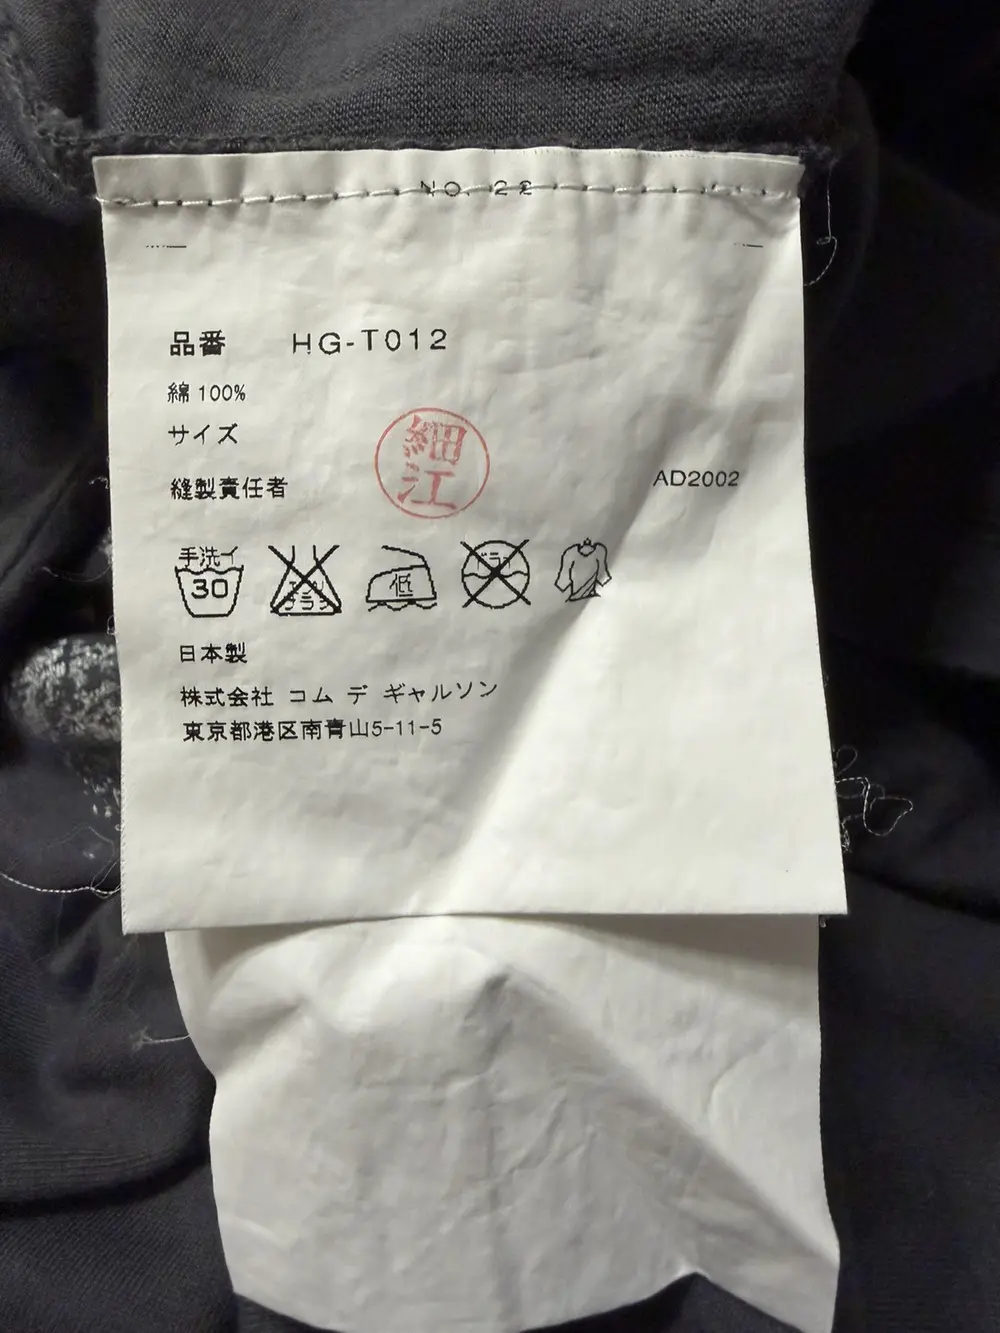 NO. 22
品番 HG-T012
綿 100%
サイズ
細江
縫製責任者 AD2002
手洗イ
30
低
日本製
株式会社 コム デ ギャルソン
東京都港区南青山5-11-5